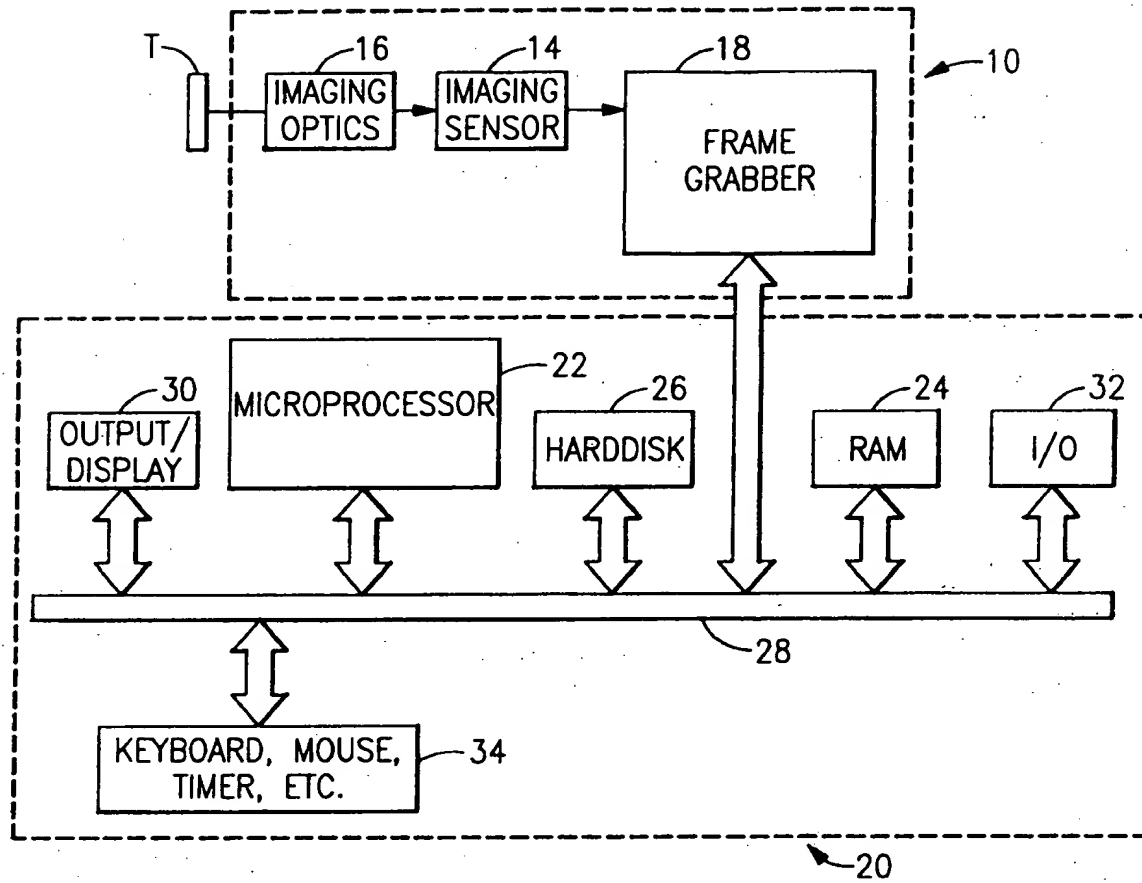 T
16
14
18
10
IMAGING
OPTICS
IMAGING
SENSOR
FRAME
GRABBER
30
OUTPUT/
DISPLAY
22
MICROPROCESSOR
26
HARDDISK
24
RAM
32
I/O
28
KEYBOARD, MOUSE,
TIMER, ETC.
34
20